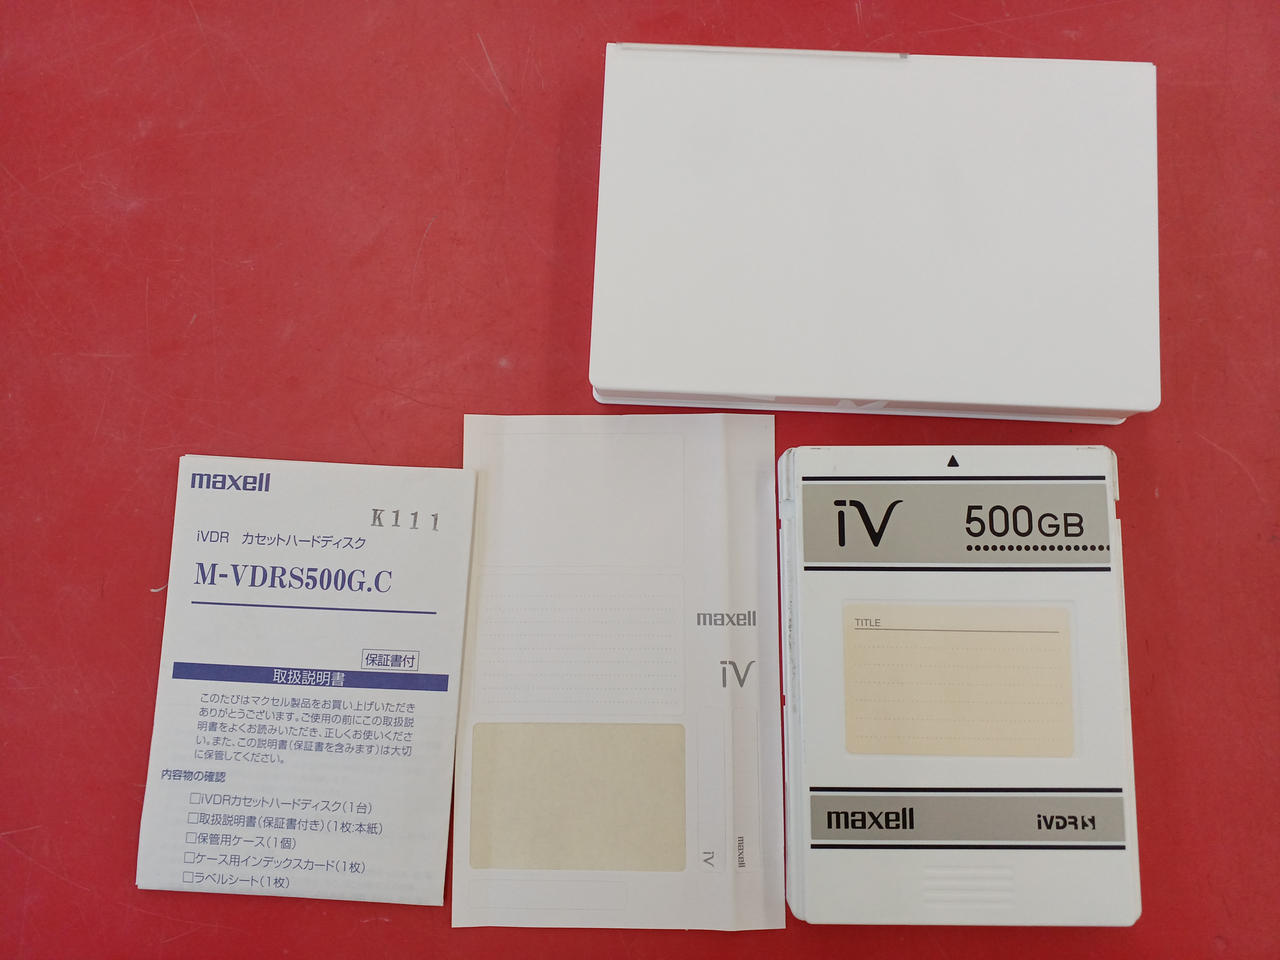 maxell
K111
iVDR カセットハードディスク
M-VDRS500G.C
保証書付
取扱説明書
このたびはマクセル製品をお買い上げいただき
ありがとうございます。ご使用の前にこの取扱説
明書をよくお読みいただき、正しくお使いくださ
い。また、この説明書(保証書を含みます)は大切
に保管してください。
内容物の確認
□iVDRカセットハードディスク(1台)
□取扱説明書(保証書付き)(1枚:本紙)
□保管用ケース(1個)
□ケース用インデックスカード(1枚)
□ラベルシート(1枚)
maxell
iV
iV
maxell
iV
500GB
TITLE
maxell
iVDR S